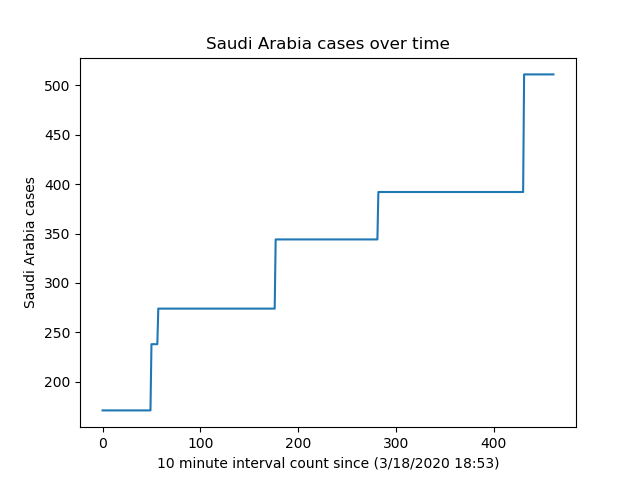 Saudi Arabia cases over time
Saudi Arabia cases
500
450
400
350
300
250
200
0 100 200 300 400
10 minute interval count since (3/18/2020 18:53)